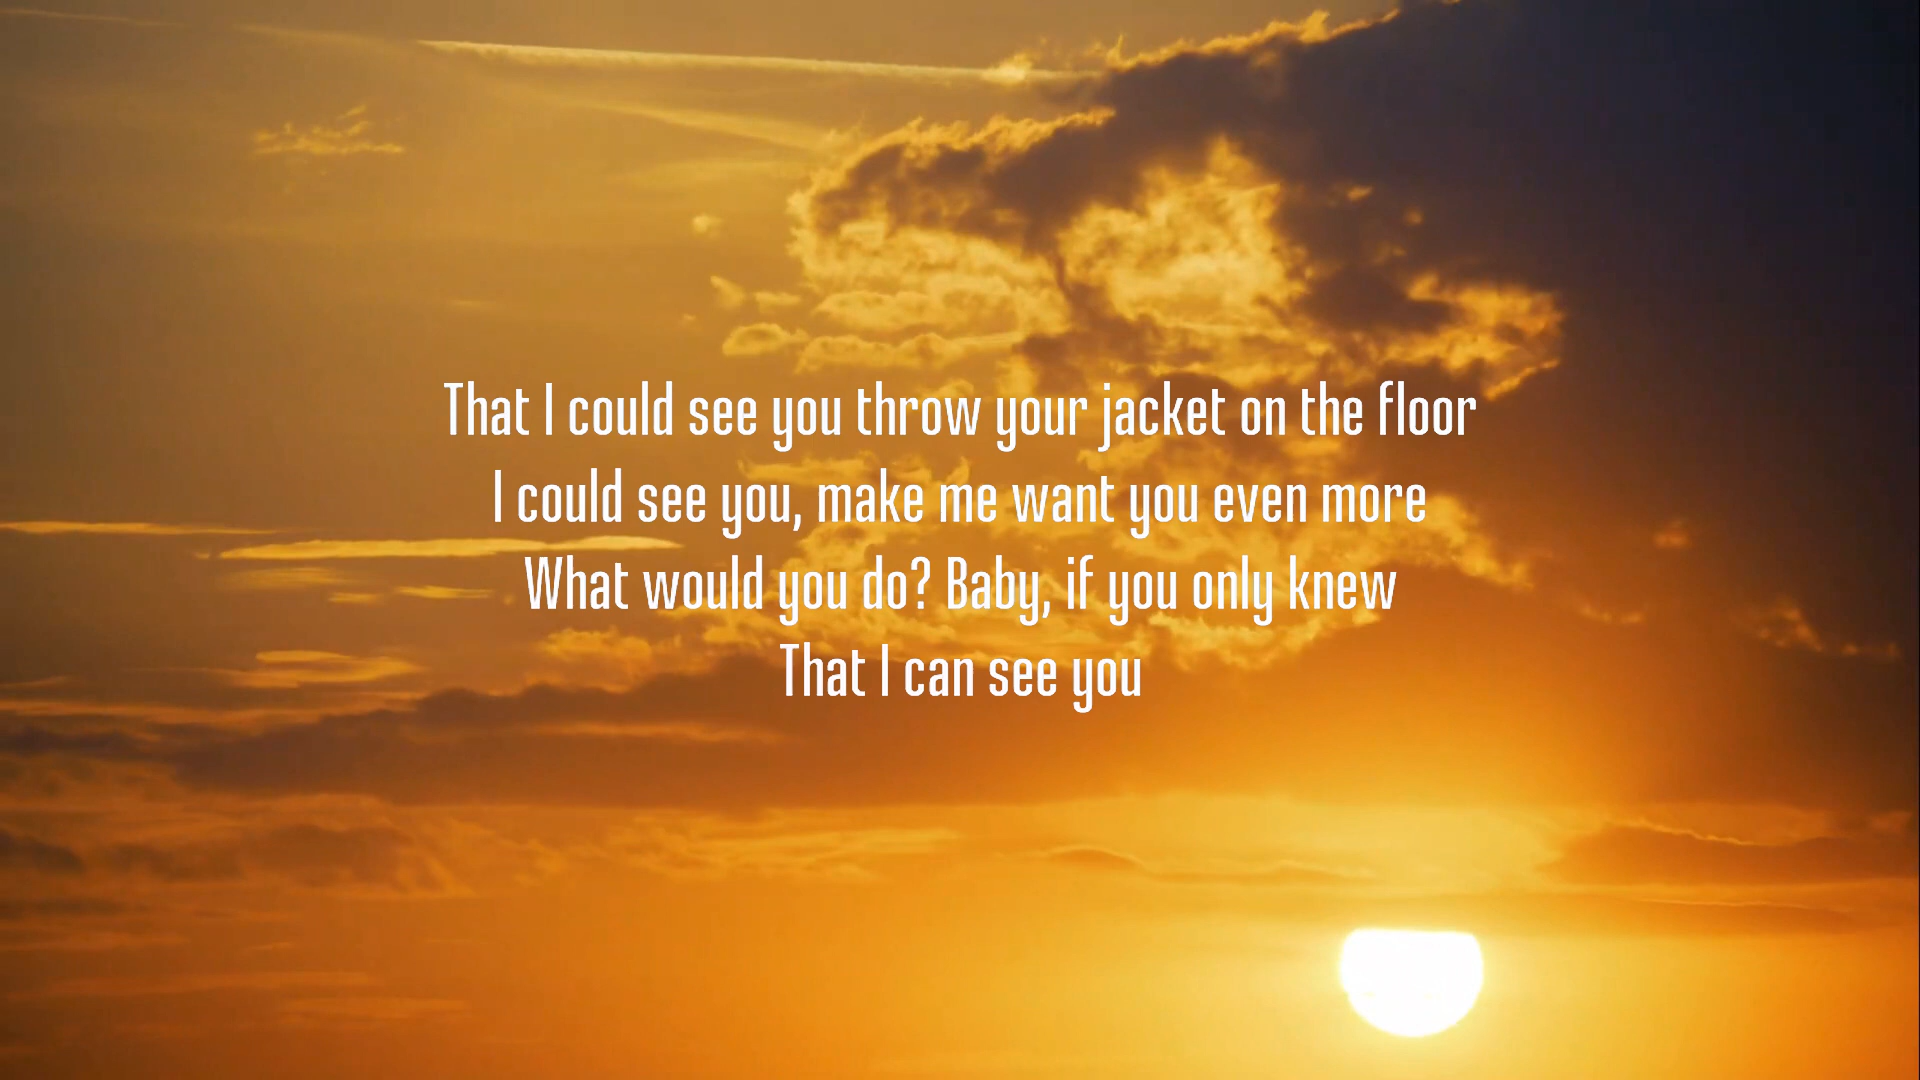 That I could see you throw your jacket on the floor
I could see you, make me want you even more
What would you do? Baby, if you only knew
That I can see you